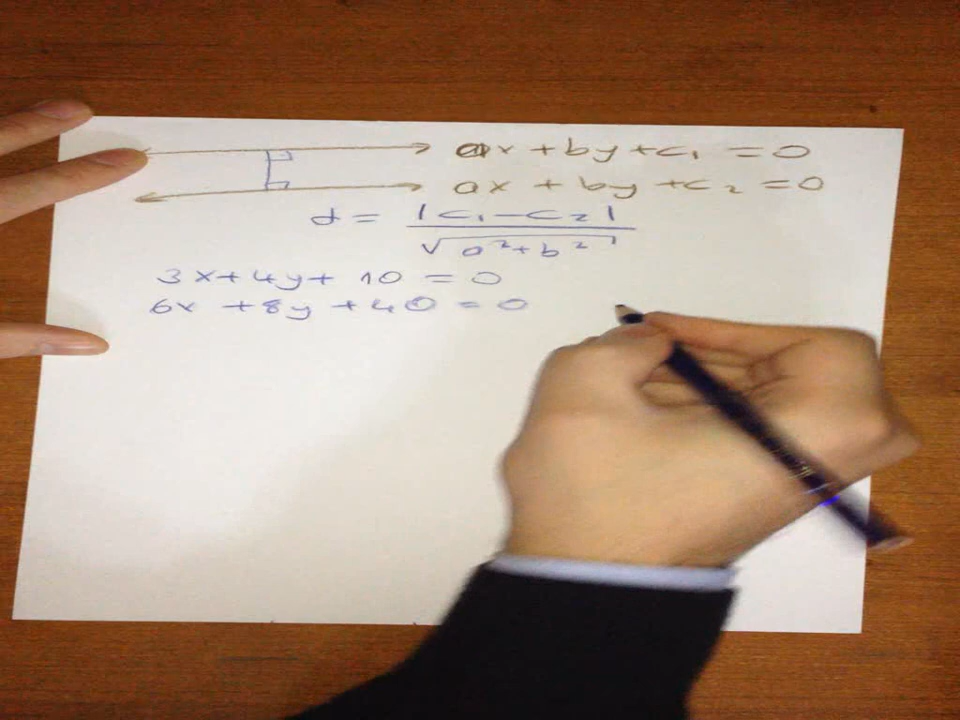 ax + by + c₁ = 0
ax + by + c₂ = 0
d = |c₁ - c₂| / √(a² + b²)
3x + 4y + 10 = 0
6x + 8y + 40 = 0